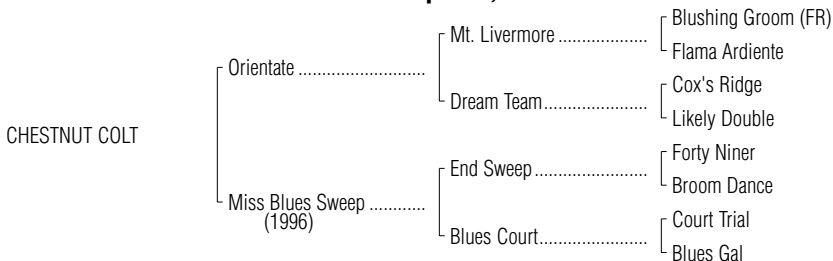 Blushing Groom (FR)
Mt. Livermore ....................
Flama Ardiente
Orientate ............................
Cox's Ridge
Dream Team.......................
Likely Double
CHESTNUT COLT
Forty Niner
End Sweep .........................
Broom Dance
Miss Blues Sweep ............
(1996)
Court Trial
Blues Court........................
Blues Gal